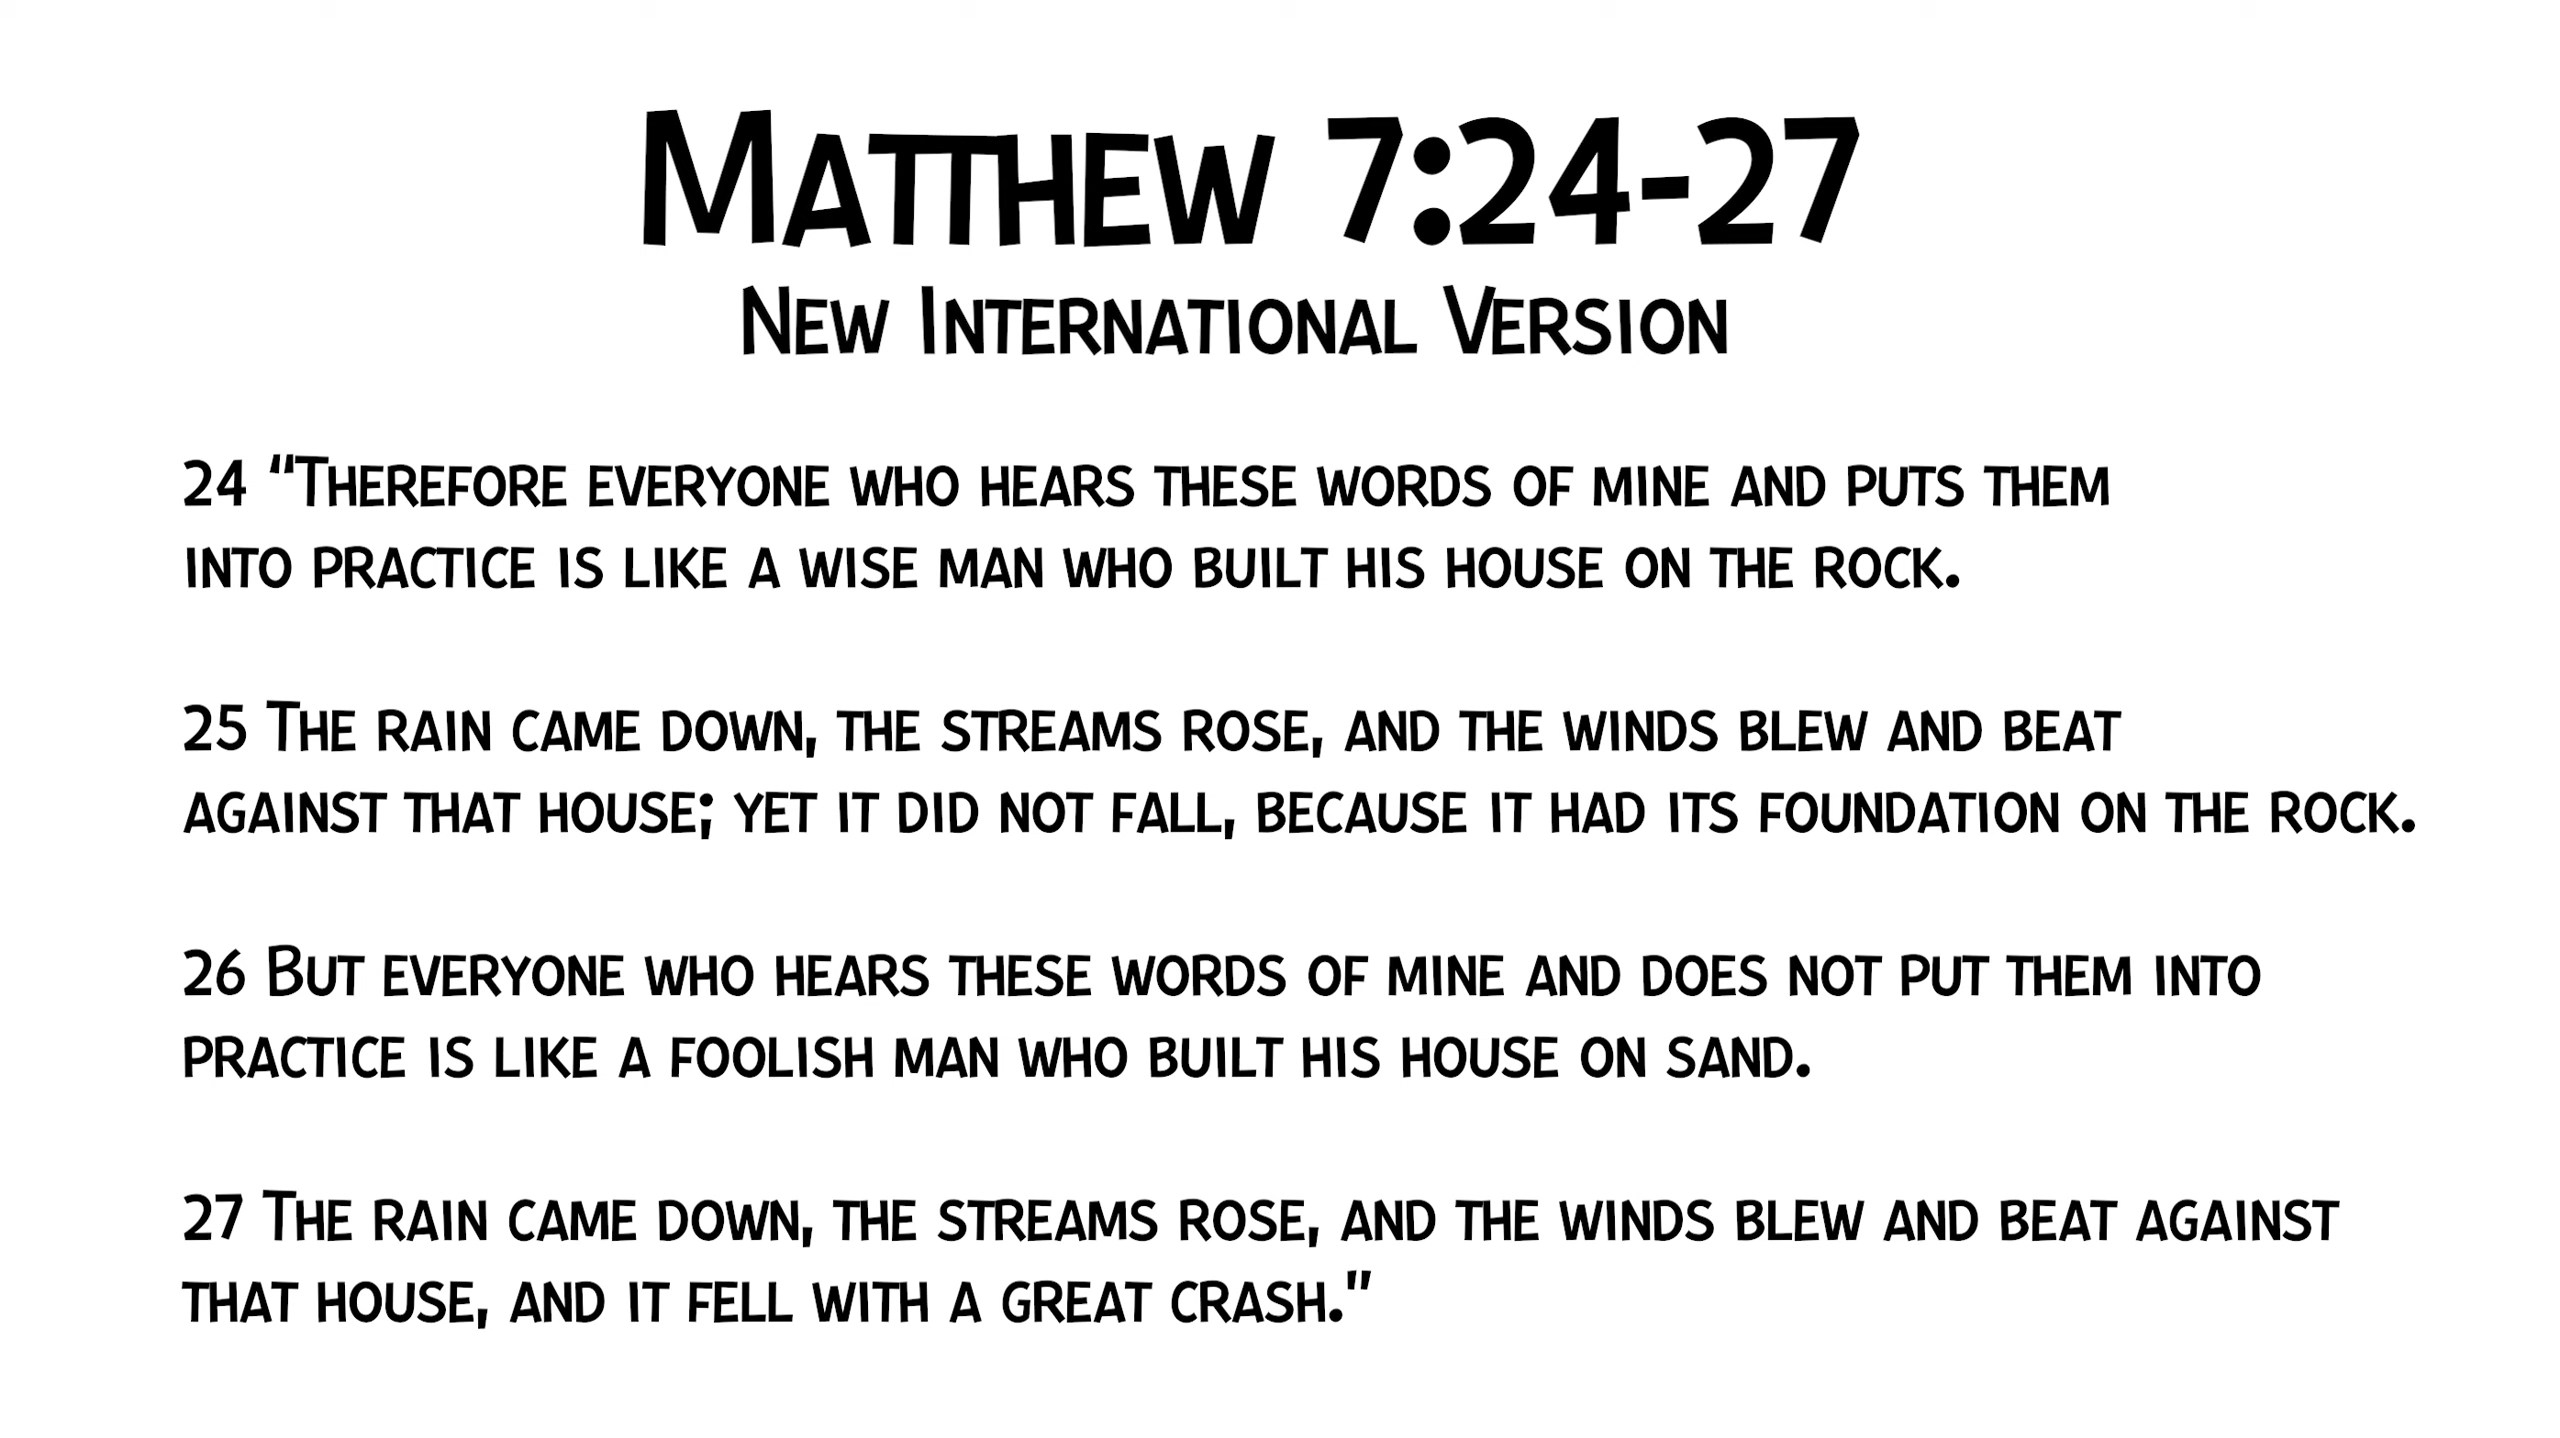 Matthew 7:24-27
New International Version
24 "Therefore everyone who hears these words of mine and puts them
into practice is like a wise man who built his house on the rock.
25 The rain came down, the streams rose, and the winds blew and beat
against that house; yet it did not fall, because it had its foundation on the rock.
26 But everyone who hears these words of mine and does not put them into
practice is like a foolish man who built his house on sand.
27 The rain came down, the streams rose, and the winds blew and beat against
that house, and it fell with a great crash."